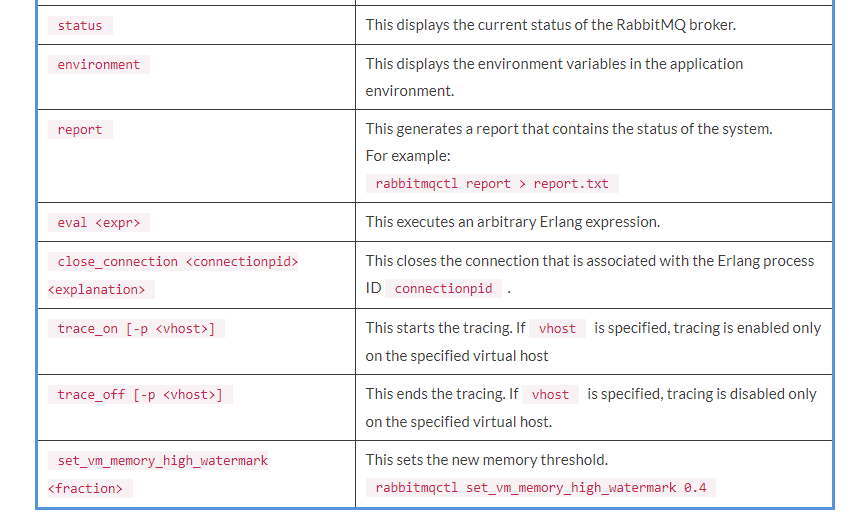 status
This displays the current status of the RabbitMQ broker.
environment
This displays the environment variables in the application
environment.
report
This generates a report that contains the status of the system.
For example:
rabbitmqctl report > report.txt
eval <expr>
This executes an arbitrary Erlang expression.
close_connection <connectionpid>
<explanation>
This closes the connection that is associated with the Erlang process
ID connectionpid .
trace_on [-p <vhost>]
This starts the tracing. If vhost is specified, tracing is enabled only
on the specified virtual host
trace_off [-p <vhost>]
This ends the tracing. If vhost is specified, tracing is disabled only
on the specified virtual host.
set_vm_memory_high_watermark
<fraction>
This sets the new memory threshold.
rabbitmqctl set_vm_memory_high_watermark 0.4